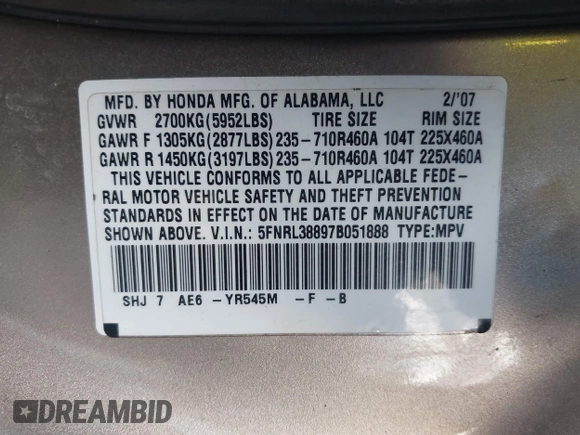 MFD. BY HONDA MFG. OF ALABAMA, LLC 2/'07
GVWR 2700KG(5952LBS) TIRE SIZE RIM SIZE
GAWR F 1305KG(2877LBS)235-710R460A 104T 225X460A
GAWR R 1450KG(3197LBS)235-710R460A 104T 225X460A
THIS VEHICLE CONFORMS TO ALL APPLICABLE FEDE-
RAL MOTOR VEHICLE SAFETY AND THEFT PREVENTION
STANDARDS IN EFFECT ON THE DATE OF MANUFACTURE
SHOWN ABOVE. V.I.N.: 5FNRL38897B051888 TYPE:MPV
SHJ 7 AE6 -YR545M -F -B
DREAMBID